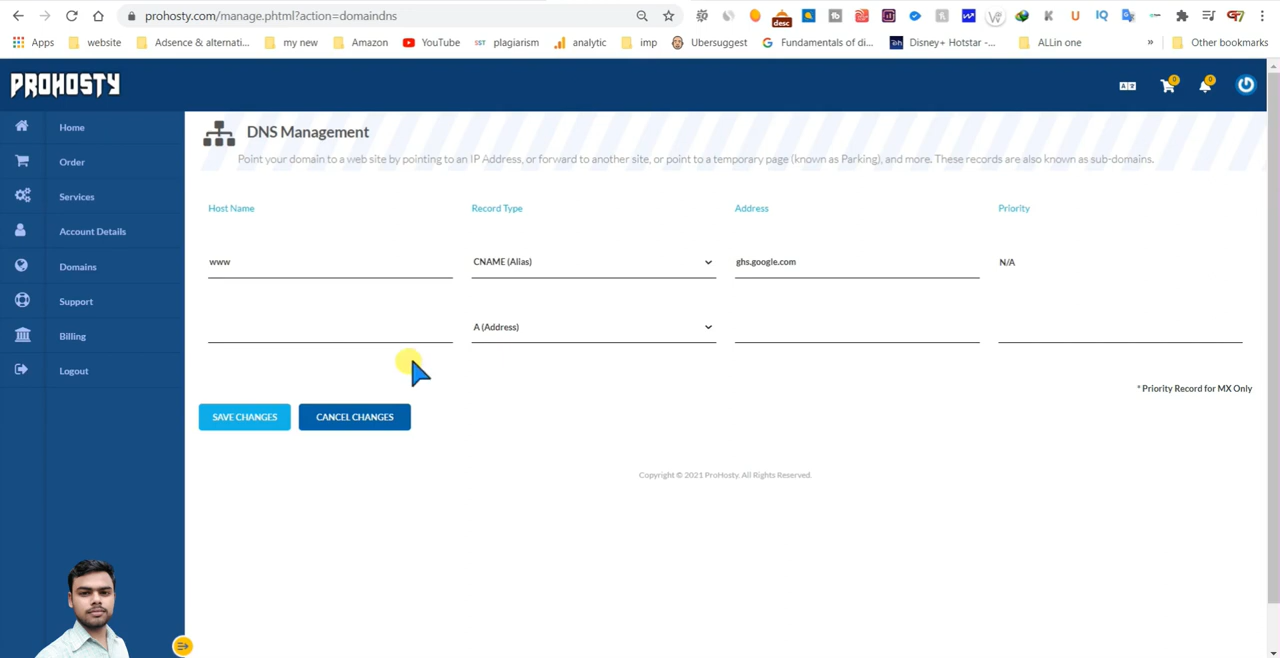 prohosty.com/manage.phtml?action=domaindns
desc
Apps website Adsence & alternati... my new Amazon YouTube SST plagiarism analytic imp Ubersuggest Fundamentals of di... Disney+ Hotstar -... ALLin one » Other bookmarks
PROHOSTY
0 0
Home
Order
Services
Account Details
Domains
Support
Billing
Logout
DNS Management
Point your domain to a web site by pointing to an IP Address, or forward to another site, or point to a temporary page (known as Parking), and more. These records are also known as sub-domains.
Host Name Record Type Address Priority
www CNAME (Alias) ghs.google.com N/A
A (Address)
* Priority Record for MX Only
SAVE CHANGES CANCEL CHANGES
Copyright © 2021 ProHosty. All Rights Reserved.